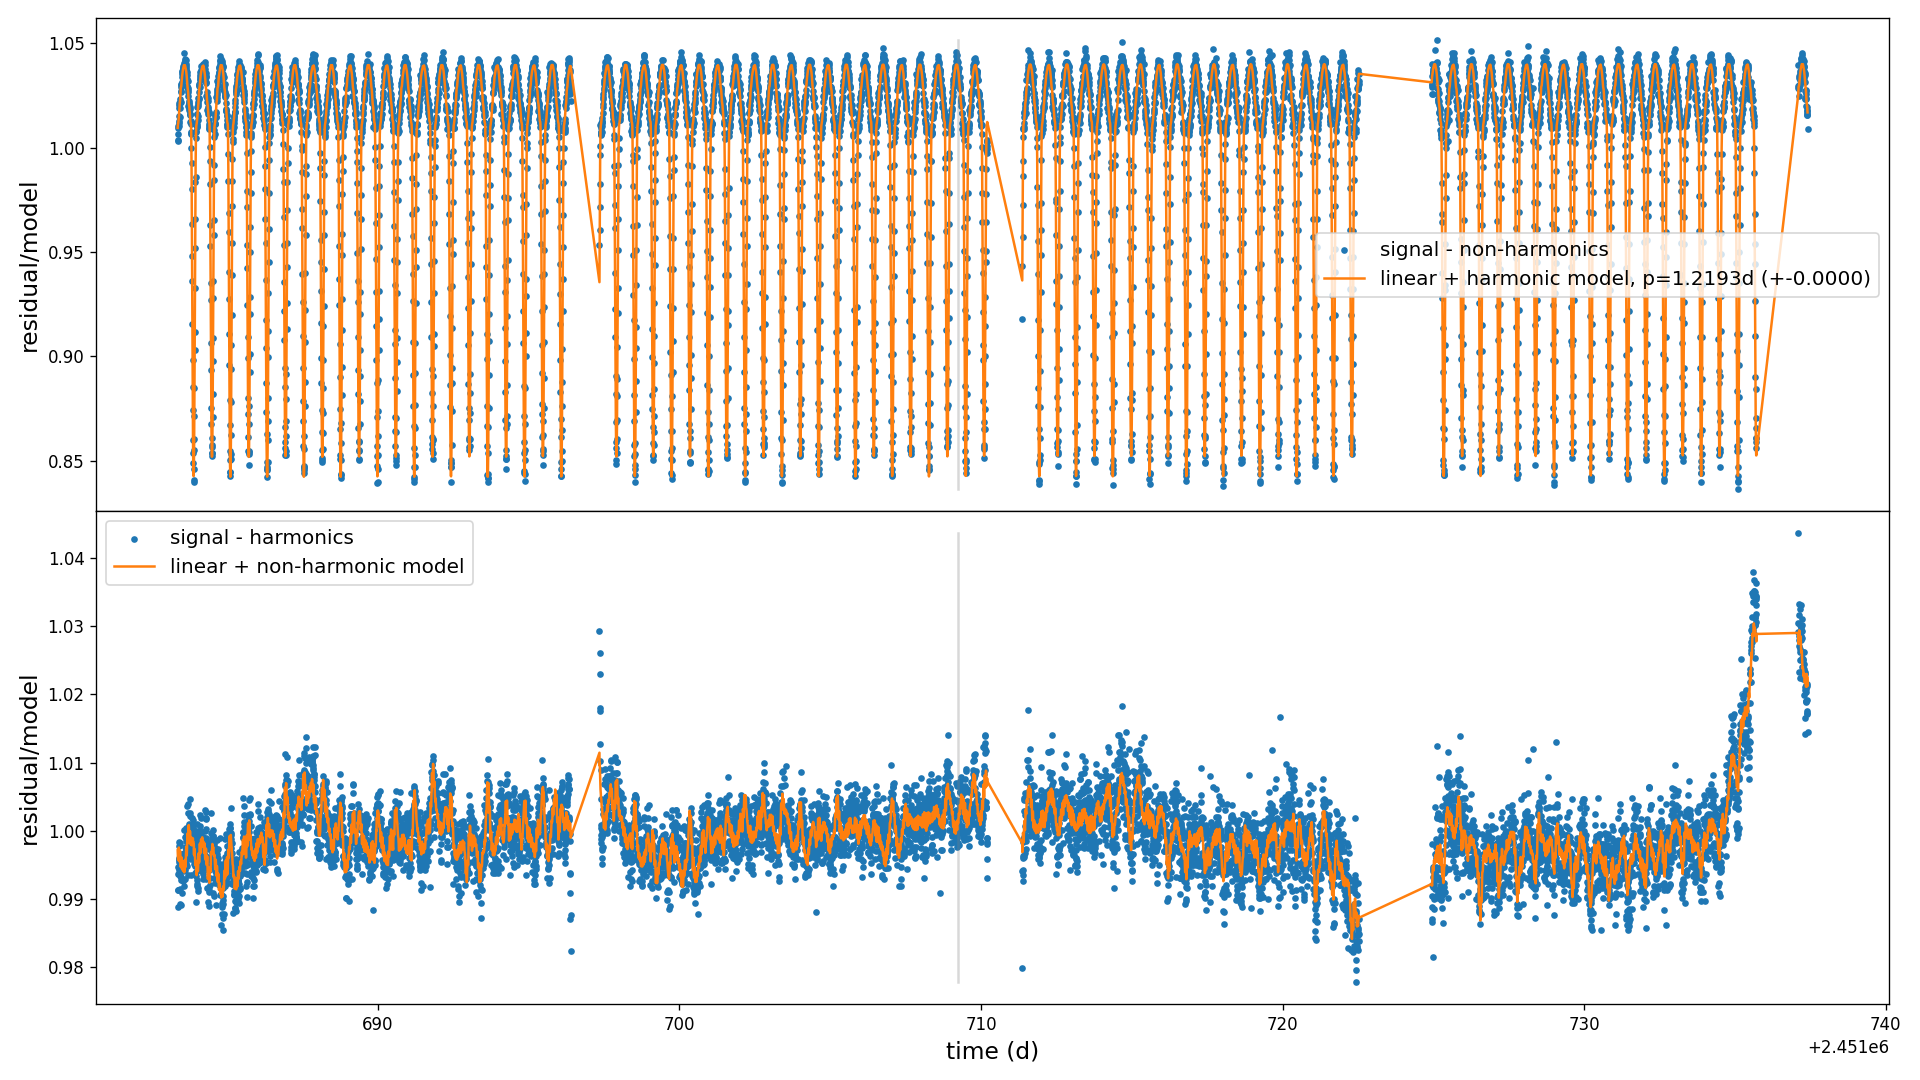 1.05
1.00
0.95
0.90
0.85
residual/model
signal - non-harmonics
linear + harmonic model, p=1.2193d (+-0.0000)
signal - harmonics
linear + non-harmonic model
1.04
1.03
1.02
1.01
1.00
0.99
0.98
residual/model
690
700
710
720
730
740
time (d)
+2.451e6